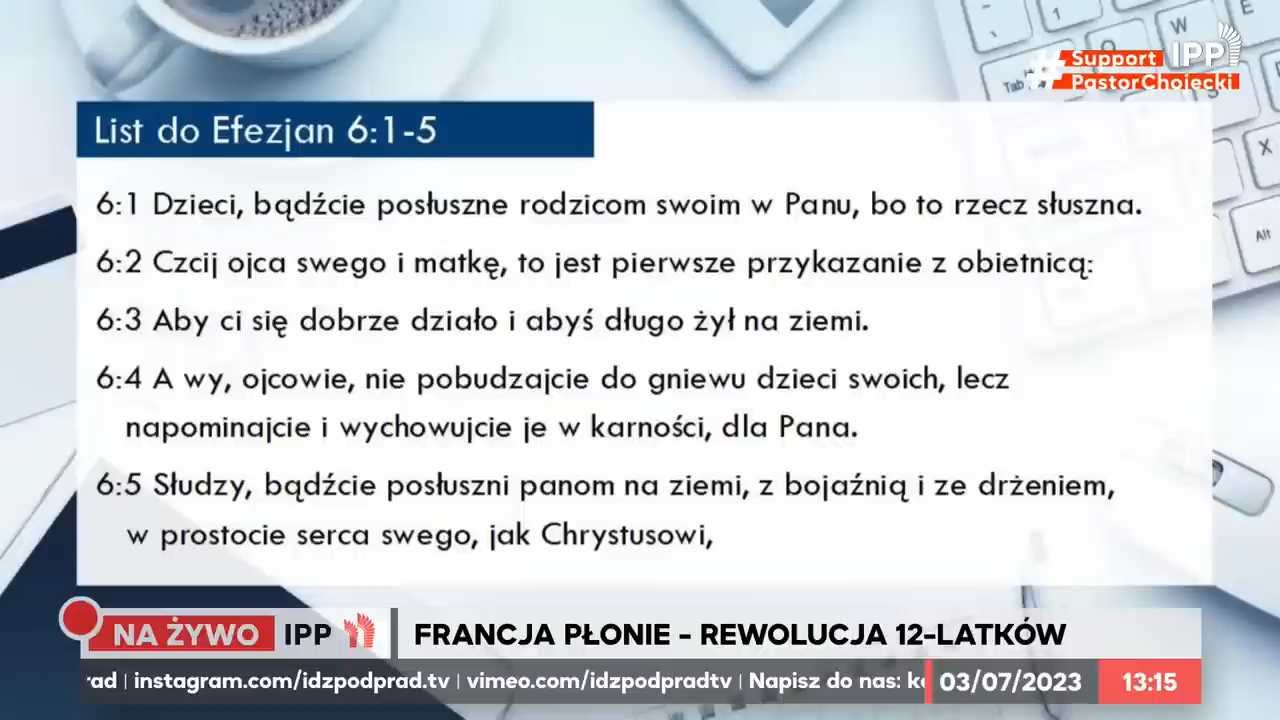 Support
PastorChojecki
IPP
List do Efezjan 6:1-5
6:1 Dzieci, bądźcie posłuszne rodzicom swoim w Panu, bo to rzecz słuszna.
6:2 Czcij ojca swego i matkę, to jest pierwsze przykazanie z obietnicą:
6:3 Aby ci się dobrze działo i abyś długo żył na ziemi.
6:4 A wy, ojcowie, nie pobudzajcie do gniewu dzieci swoich, lecz
napominajcie i wychowujcie je w karności, dla Pana.
6:5 Słudzy, bądźcie posłuszni panom na ziemi, z bojaźnią i ze drżeniem,
w prostocie serca swego, jak Chrystusowi,
NA ŻYWO IPP FRANCJA PŁONIE - REWOLUCJA 12-LATKÓW
| instagram.com/idzpodprad.tv | vimeo.com/idzpodpradtv | Napisz do nas: 03/07/2023 13:15